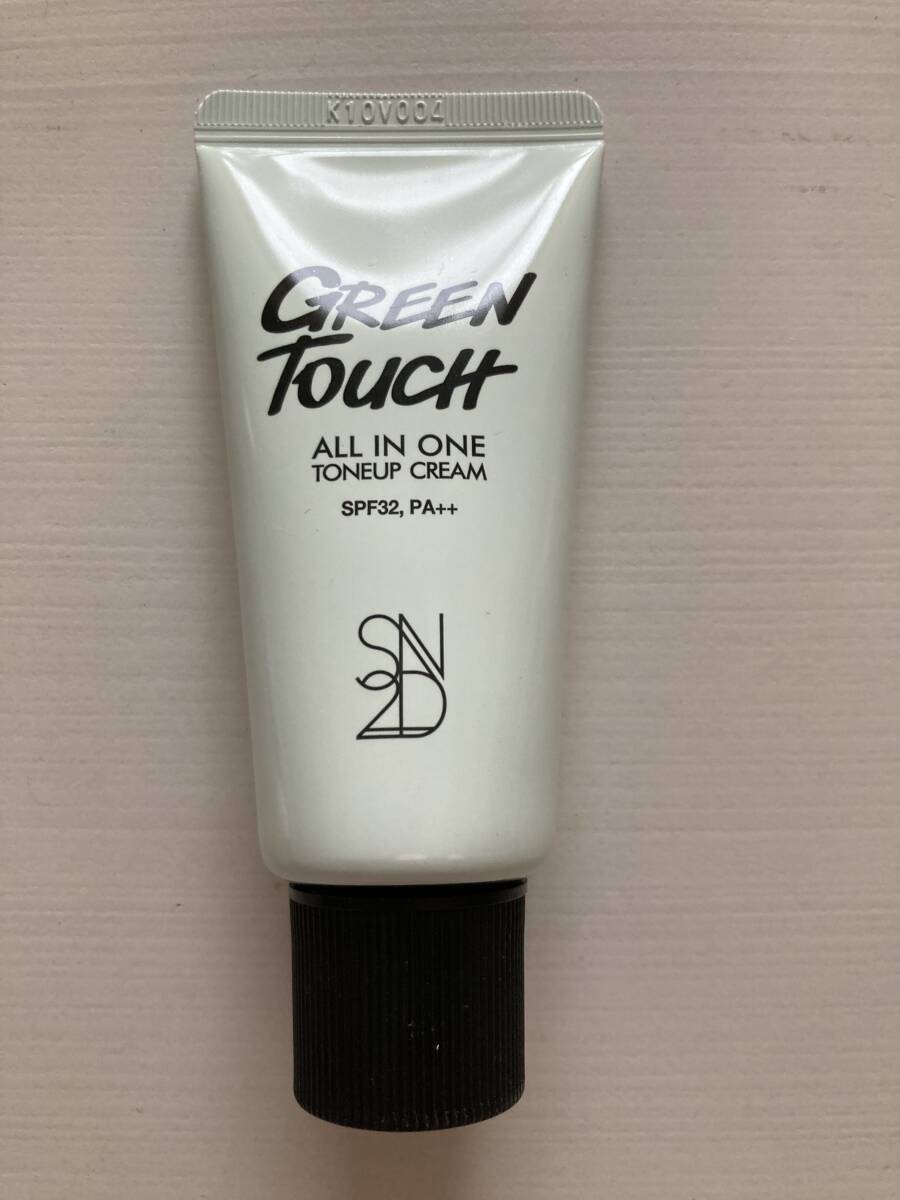 K10V004
GREEN
TOUCH
ALL IN ONE
TONEUP CREAM
SPF32, PA++
SN
2D